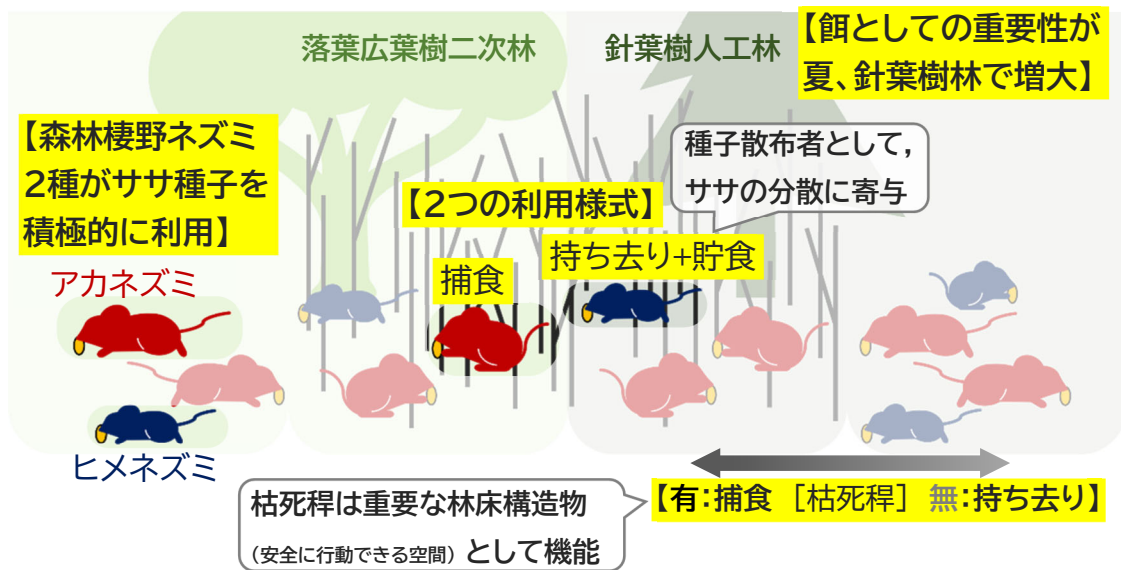 落葉広葉樹二次林
針葉樹人工林
【餌としての重要性が
夏、針葉樹林で増大】
【森林棲野ネズミ
2種がササ種子を
積極的に利用】
種子散布者として，
ササの分散に寄与
【2つの利用様式】
持ち去り+貯食
捕食
アカネズミ
ヒメネズミ
枯死稈は重要な林床構造物
（安全に行動できる空間）として機能
【有：捕食 ［枯死稈］ 無：持ち去り】